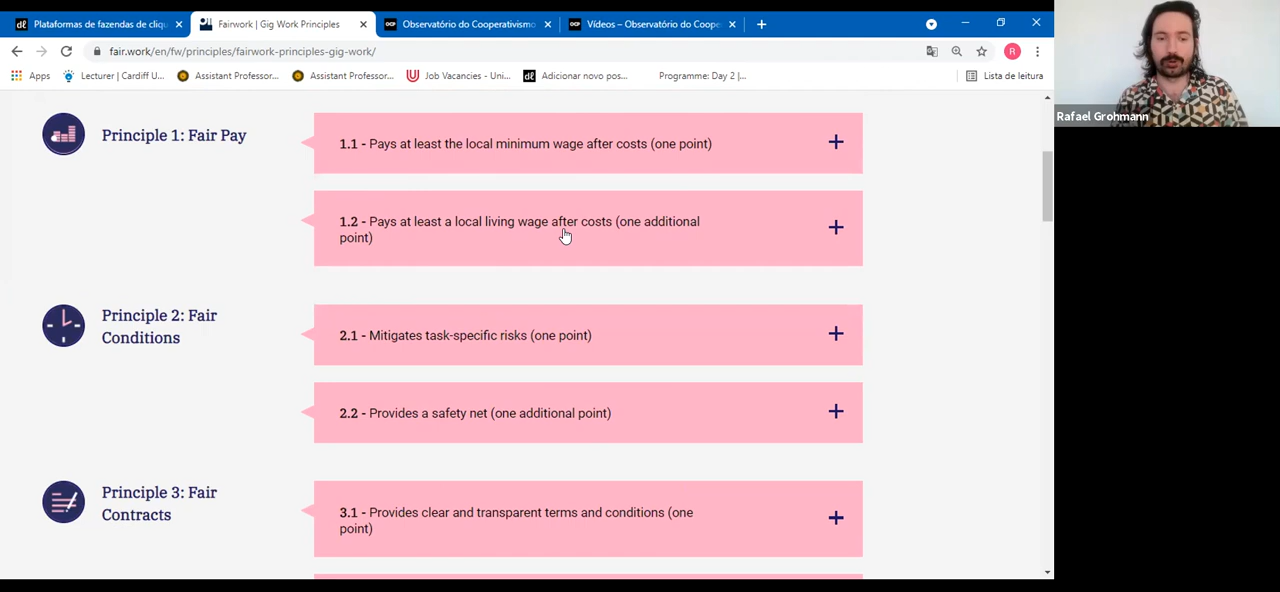 Plataformas de fazendas de cliqu
Fairwork | Gig Work Principles
Observatório do Cooperativismo
Vídeos – Observatório do Coope
fair.work/en/fw/principles/fairwork-principles-gig-work/
R
Apps
Lecturer | Cardiff U...
Assistant Professor...
Assistant Professor...
Job Vacancies - Uni...
Adicionar novo pos...
Programme: Day 2 |...
Lista de leitura
Rafael Grohmann
Principle 1: Fair Pay
1.1 - Pays at least the local minimum wage after costs (one point)
1.2 - Pays at least a local living wage after costs (one additional
point)
Principle 2: Fair
Conditions
2.1 - Mitigates task-specific risks (one point)
2.2 - Provides a safety net (one additional point)
Principle 3: Fair
Contracts
3.1 - Provides clear and transparent terms and conditions (one
point)